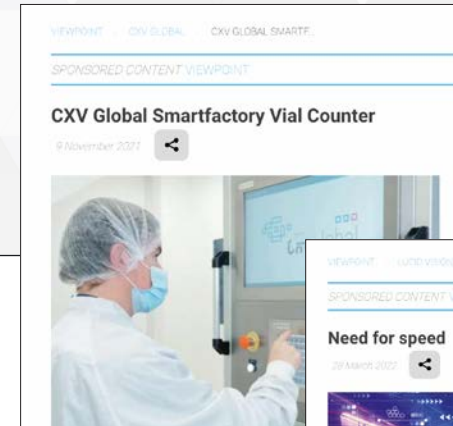 VIEWPOINT CXV GLOBAL CXV GLOBAL SMARTF...
SPONSORED CONTENT VIEWPOINT
CXV Global Smartfactory Vial Counter
9 November 2021
VIEWPOINT LUCID VISION
SPONSORED CONTENT
Need for speed
28 March 2022